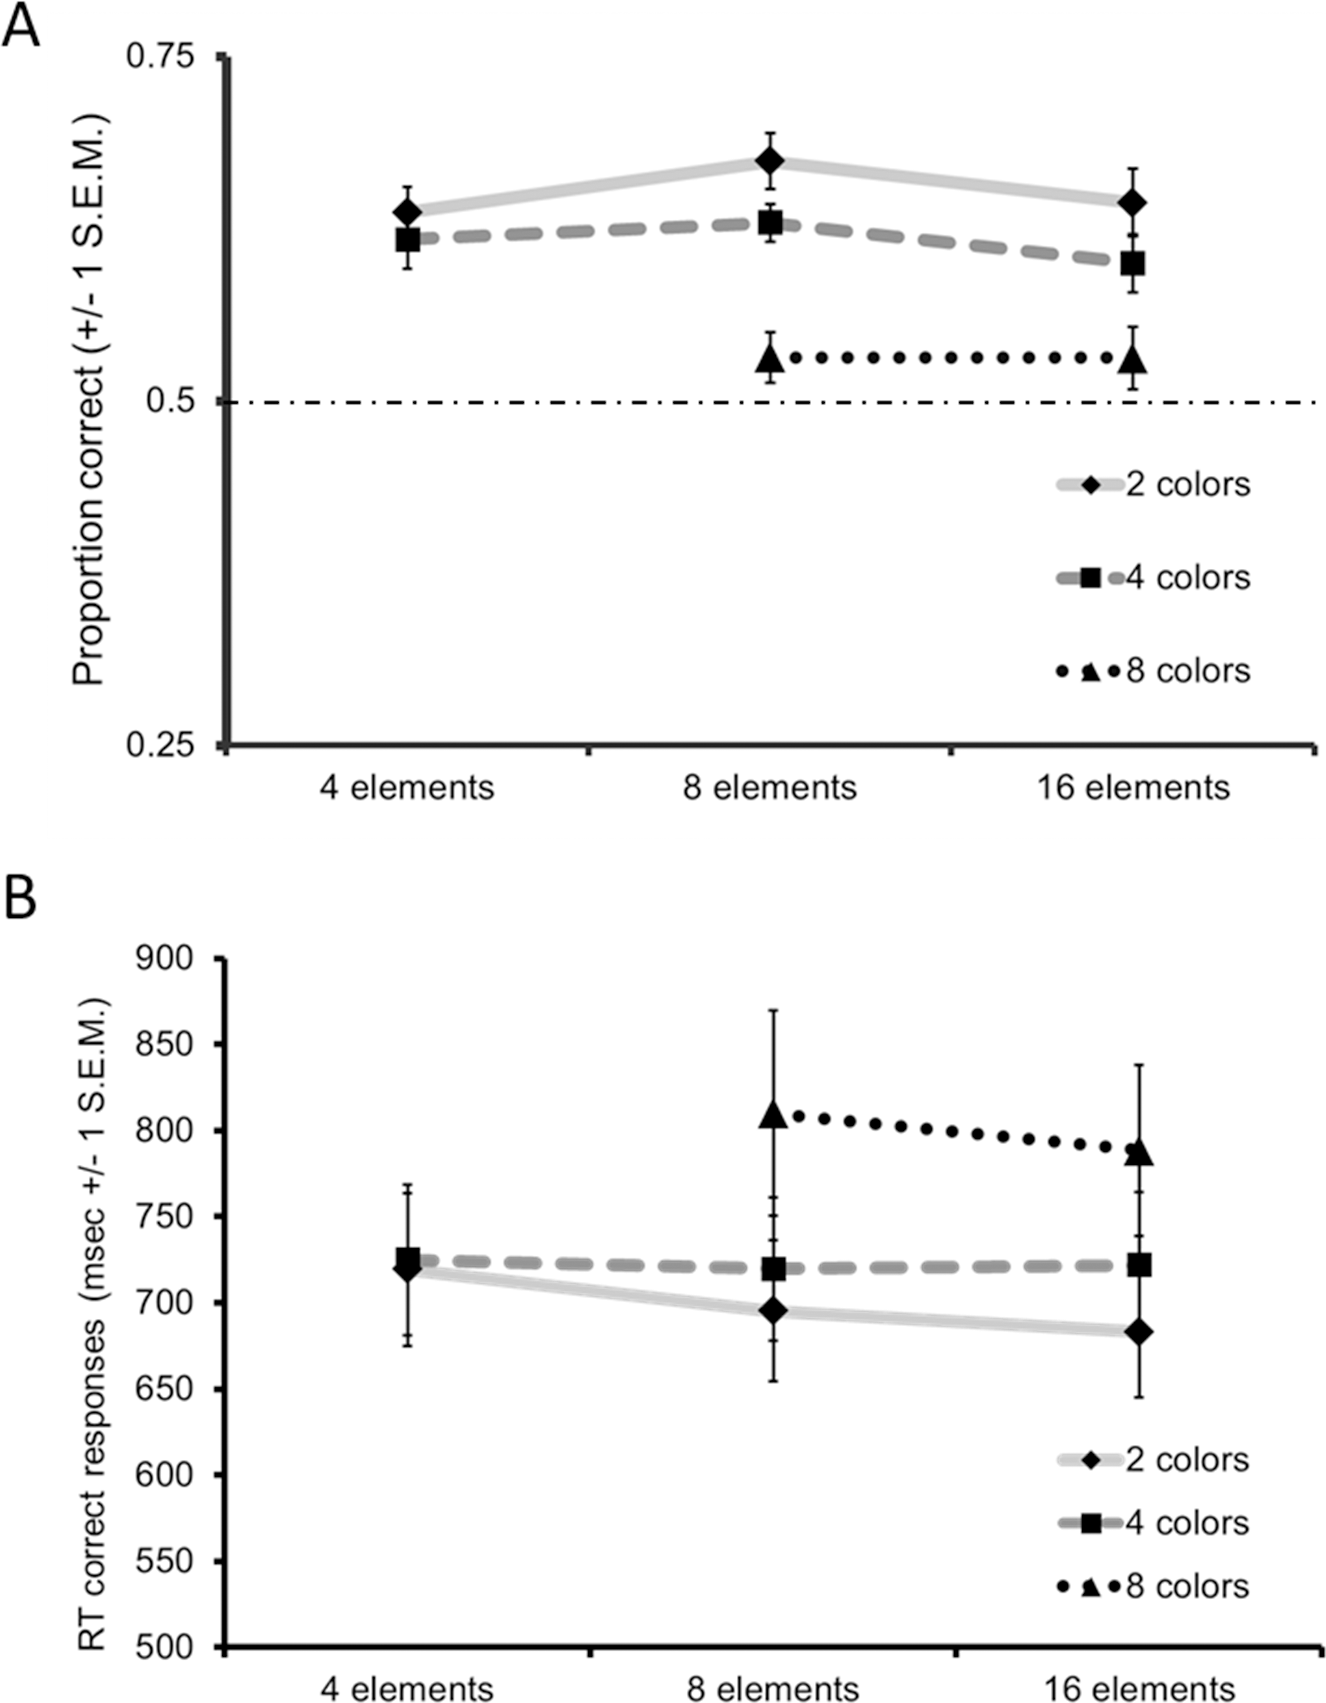 A
0.75
0.5
0.25
Proportion correct (+/- 1 S.E.M.)
2 colors
4 colors
8 colors
4 elements
8 elements
16 elements
B
900
850
800
750
700
650
600
550
500
RT correct responses (msec +/- 1 S.E.M.)
2 colors
4 colors
8 colors
4 elements
8 elements
16 elements